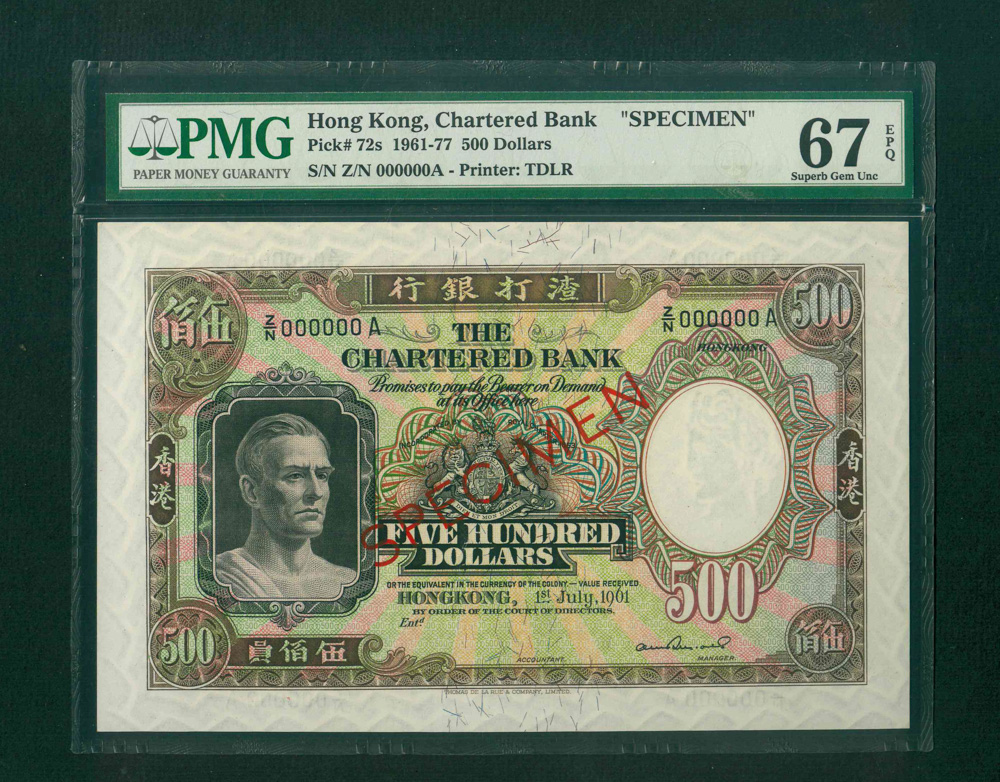 PMG
PAPER MONEY GUARANTY
Hong Kong, Chartered Bank "SPECIMEN"
Pick# 72s 1961-77 500 Dollars
S/N Z/N 000000A - Printer: TDLR
67
EPQ
Superb Gem Unc
行銀打渣
伍佰
500
Z/N 000000 A
Z/N 000000 A
HONGKONG
THE
CHARTERED BANK
Promises to pay the Bearer on Demand
at its Office here
SPECIMEN
香港
香港
FIVE HUNDRED
DOLLARS
OR THE EQUIVALENT IN THE CURRENCY OF THE COLONY.— VALUE RECEIVED
HONGKONG, 1st July, 1961
BY ORDER OF THE COURT OF DIRECTORS.
Entd
500
500
員佰伍
佰伍
ACCOUNTANT.
MANAGER.
THOMAS DE LA RUE & COMPANY, LIMITED.